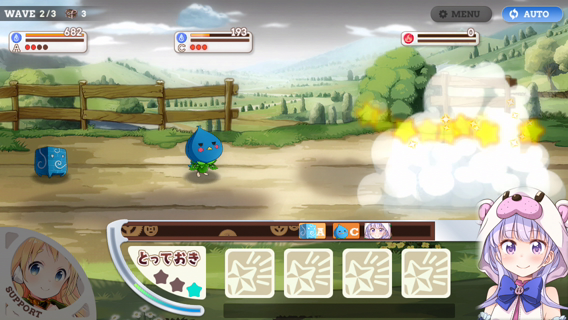 WAVE 2/3 3
MENU
AUTO
682
A
193
C
0
A C
とっておき
SUPPORT